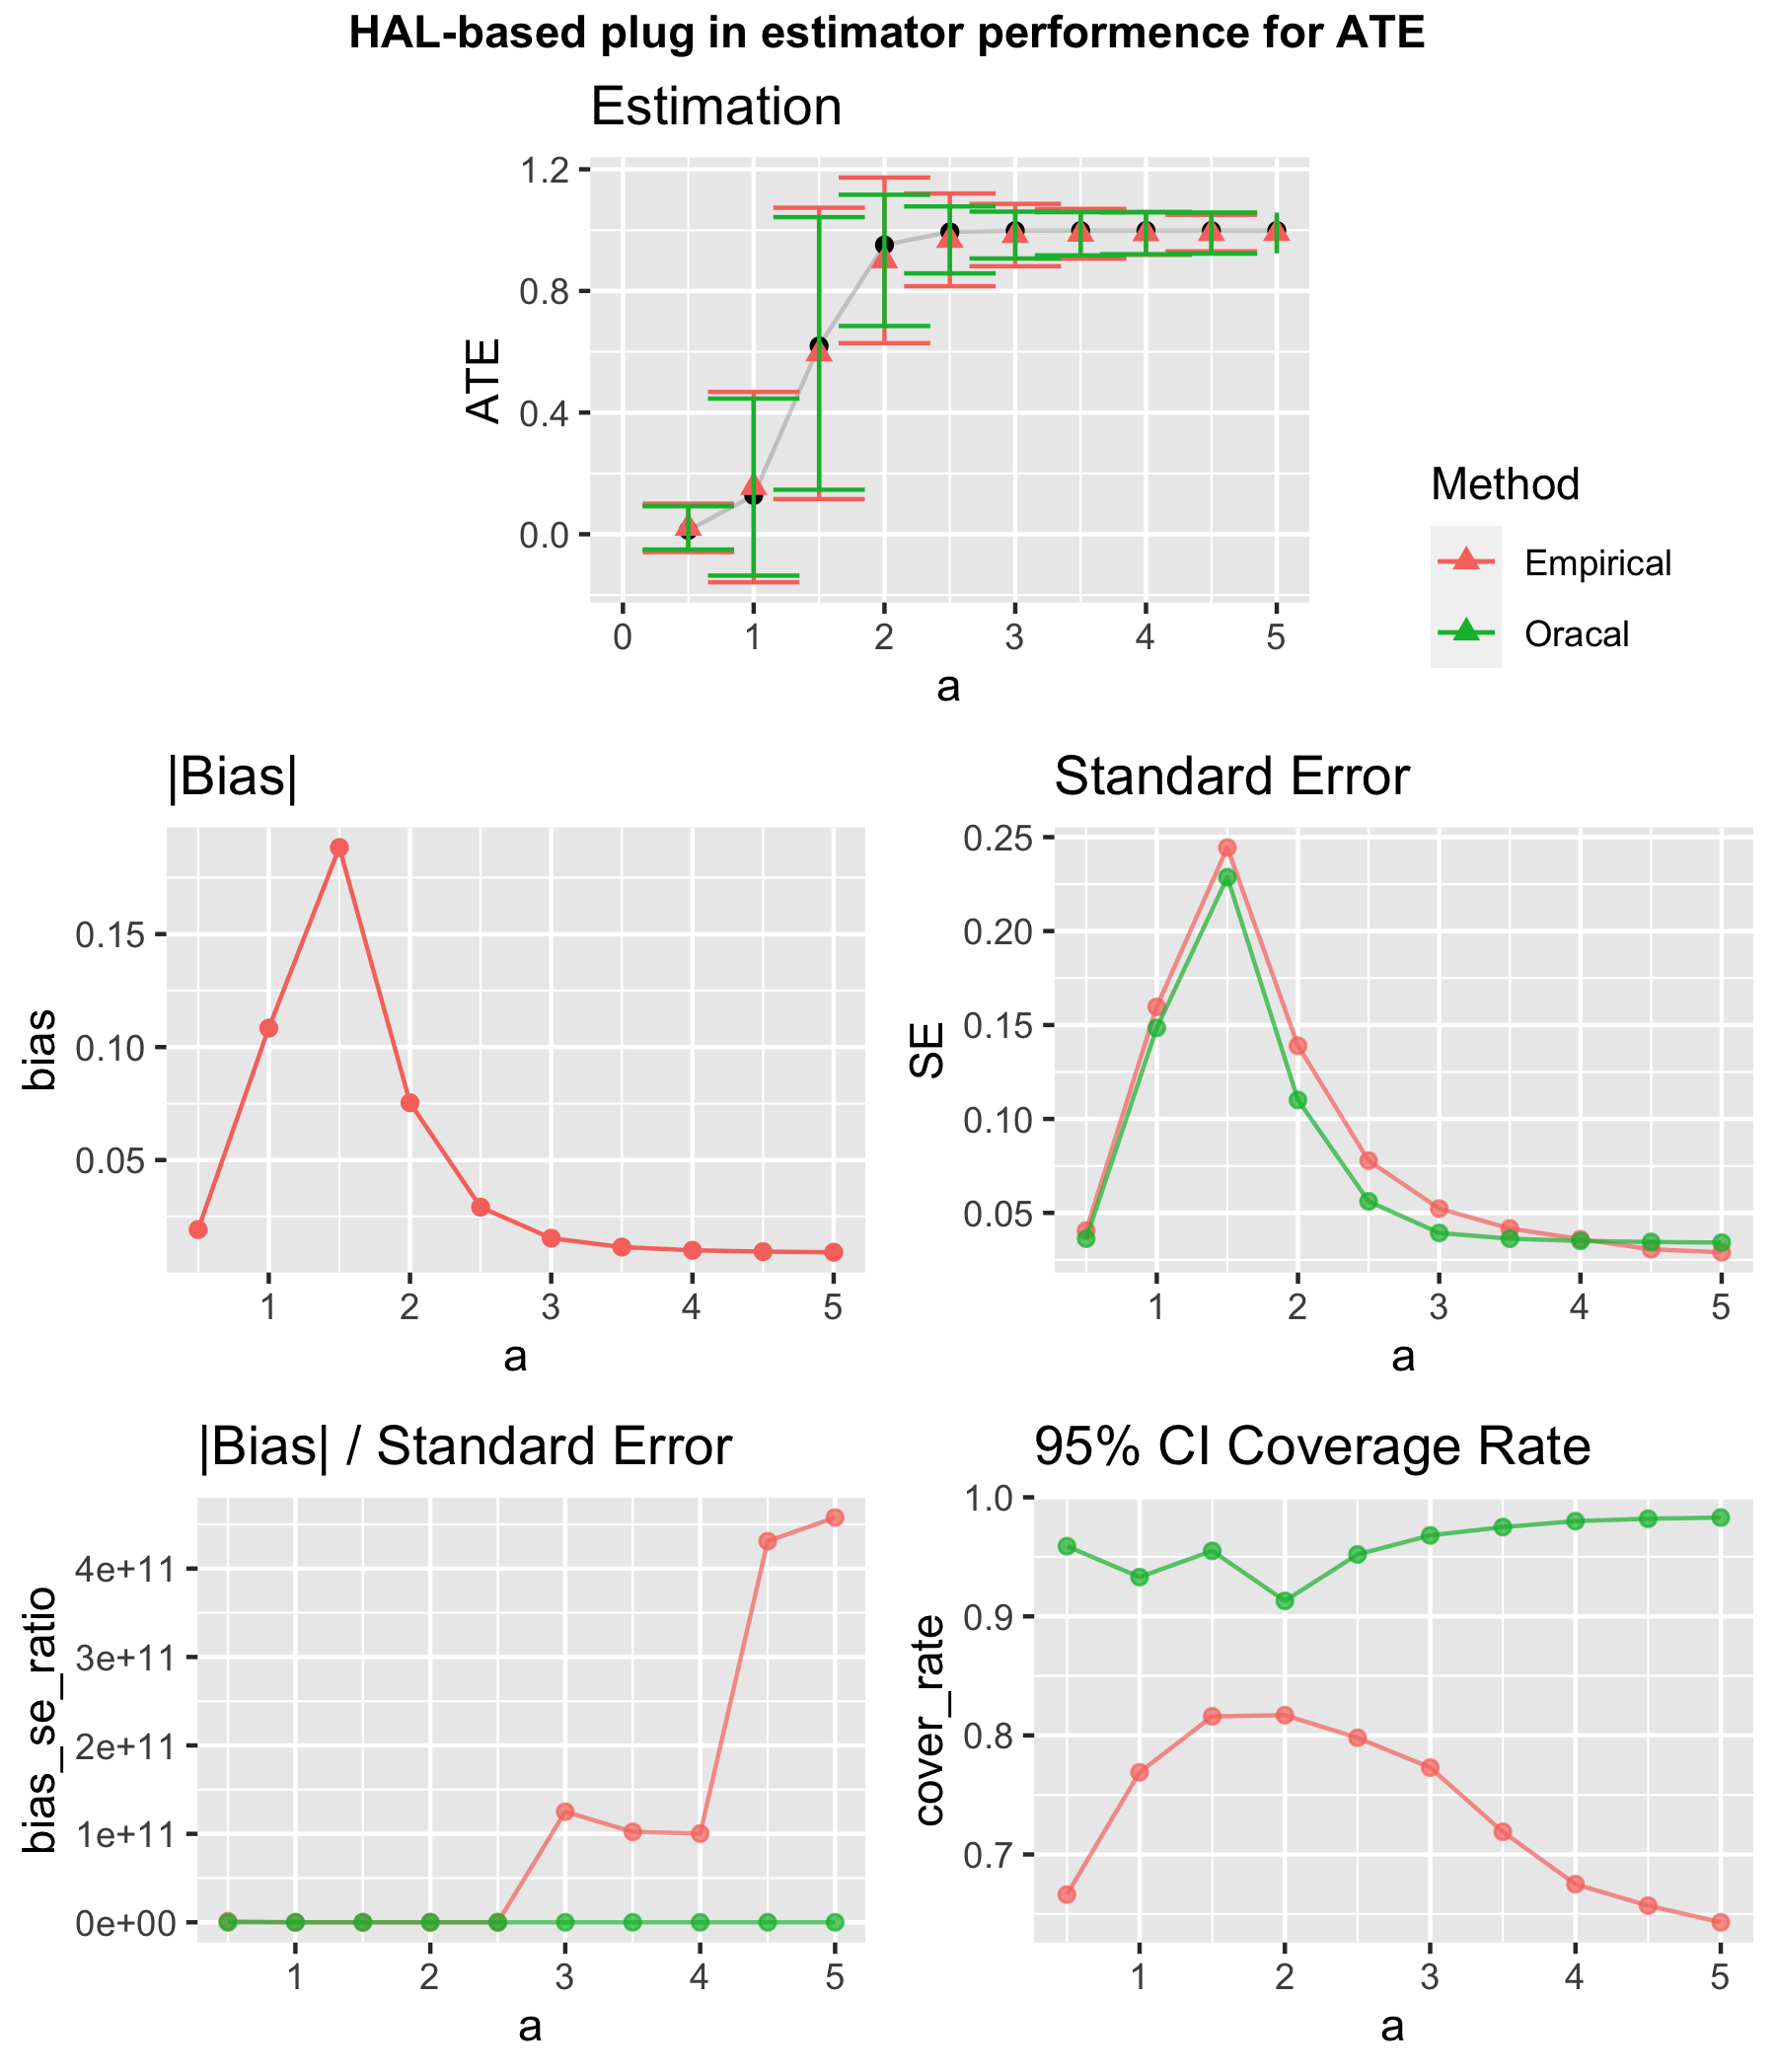 HAL-based plug in estimator performence for ATE
Estimation
1.2
0.8
0.4
0.0
ATE
0 1 2 3 4 5
a
Method
Empirical
Oracal
|Bias|
0.15
0.10
0.05
bias
1 2 3 4 5
a
Standard Error
0.25
0.20
0.15
0.10
0.05
SE
1 2 3 4 5
a
|Bias| / Standard Error
4e+11
3e+11
2e+11
1e+11
0e+00
bias_se_ratio
1 2 3 4 5
a
95% CI Coverage Rate
1.0
0.9
0.8
0.7
cover_rate
1 2 3 4 5
a